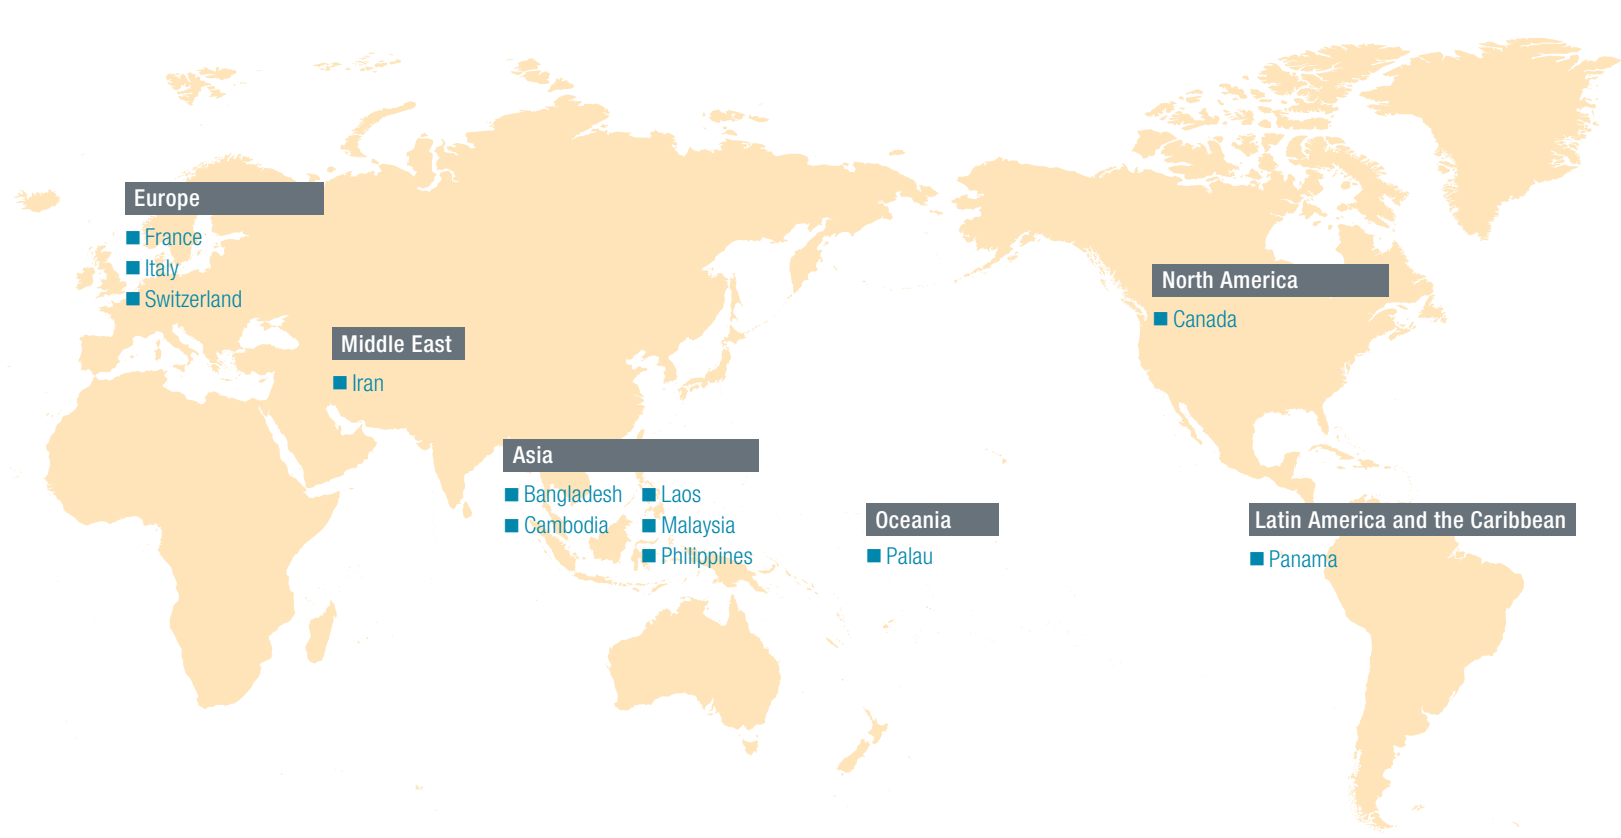 Europe
France
Italy
Switzerland
Middle East
Iran
Asia
Bangladesh
Cambodia
Laos
Malaysia
Philippines
Oceania
Palau
North America
Canada
Latin America and the Caribbean
Panama